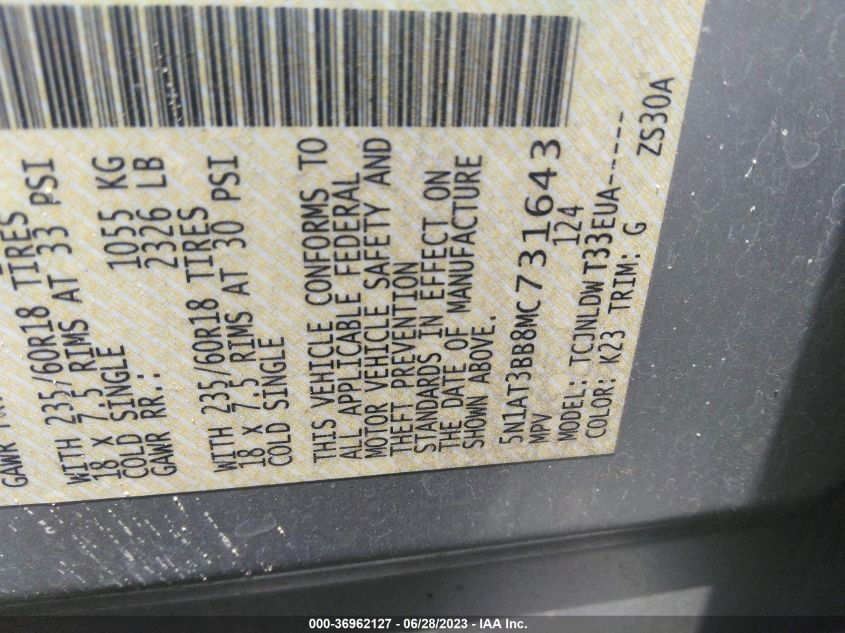 WITH 235/60R18 TIRES
18 X 7.5 RIMS AT 33 PSI
COLD SINGLE
GAWR RR.: 1055 KG
2326 LB
WITH 235/60R18 TIRES
18 X 7.5 RIMS AT 30 PSI
COLD SINGLE
THIS VEHICLE CONFORMS TO
ALL APPLICABLE FEDERAL
MOTOR VEHICLE SAFETY AND
THEFT PREVENTION
STANDARDS IN EFFECT ON
THE DATE OF MANUFACTURE
SHOWN ABOVE.
5N1AT3BB8MC731643
MPV 124
MODEL: TCJNLDWT33EUA-----
COLOR: K23 TRIM: G ZS30A
000-36962127 - 06/28/2023 - IAA Inc.